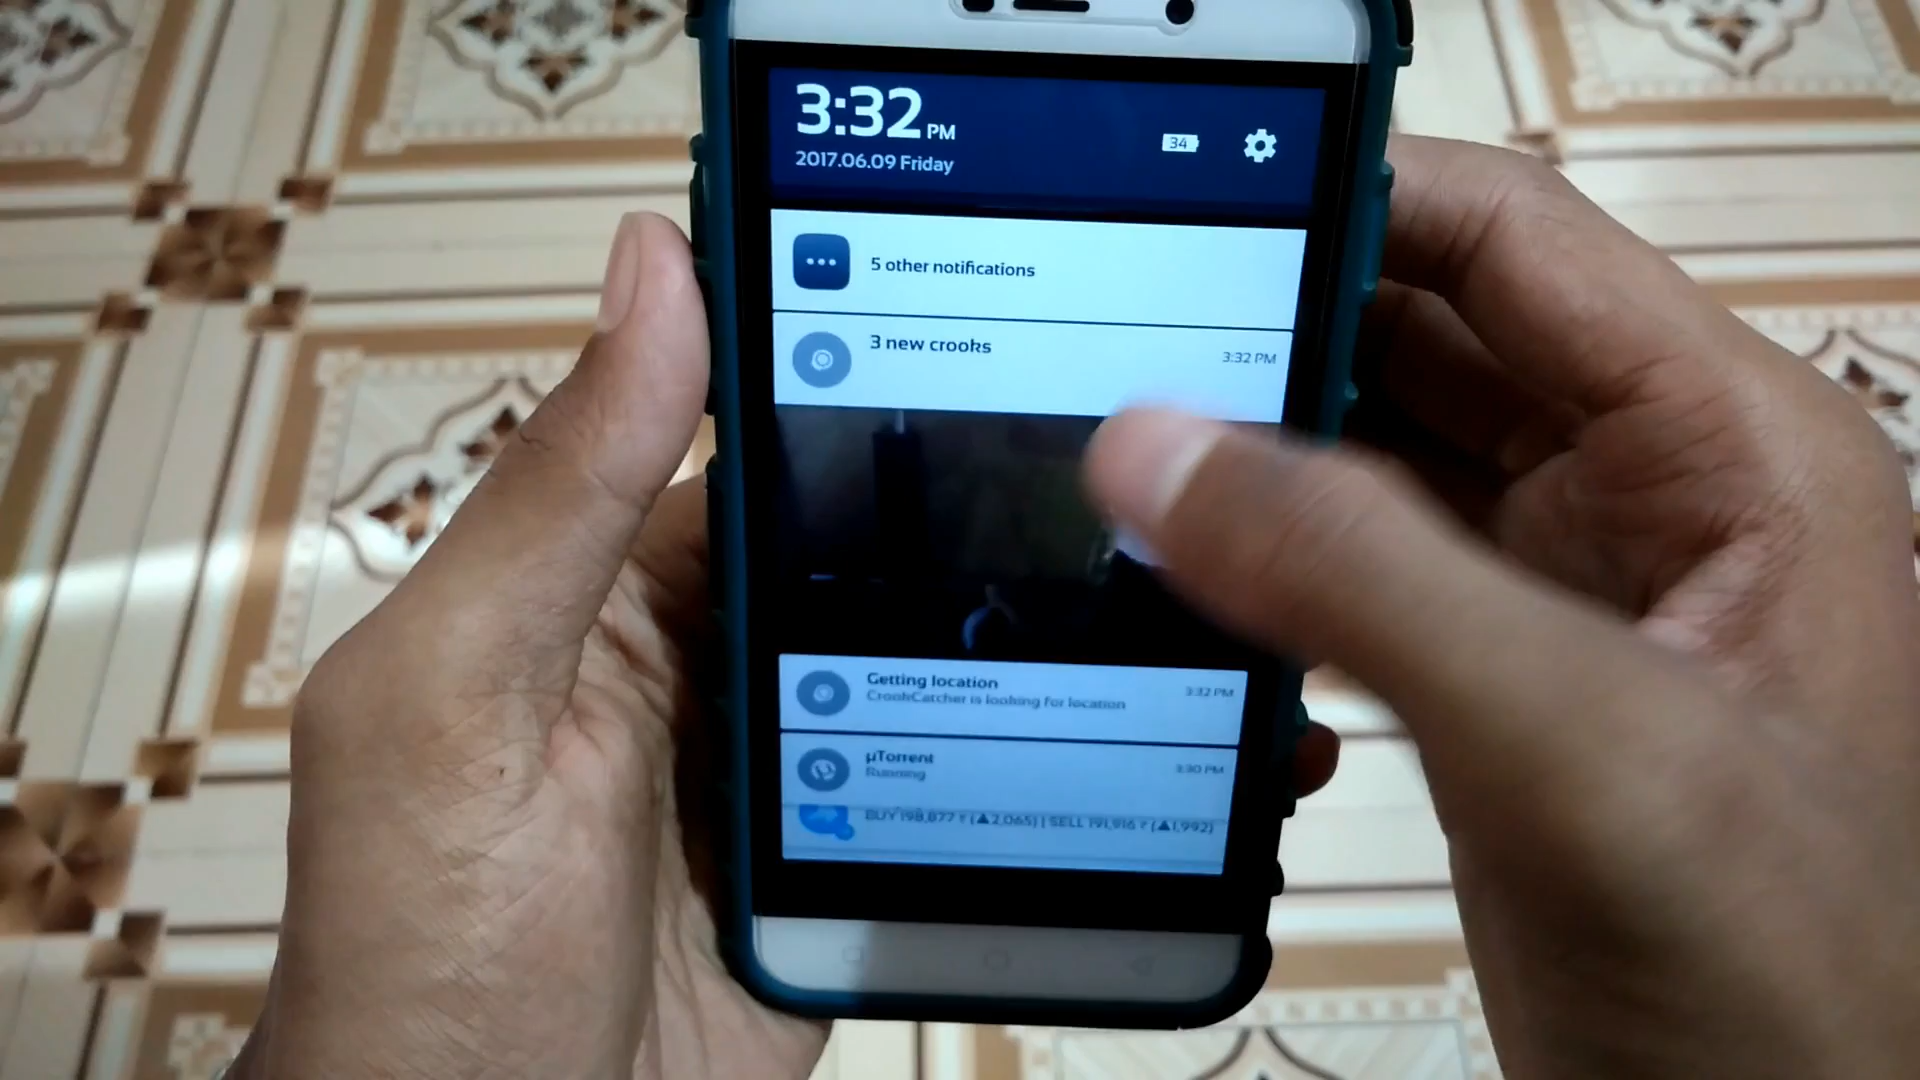 3:32 PM
2017.06.09 Friday
34
5 other notifications
3 new crooks
3:32 PM
Getting location
3:32 PM
CrookCatcher is looking for location
µTorrent
3:30 PM
Running
BUY 198,877 ₹ (▲2,065) | SELL 191,916 ₹ (▲1,992)